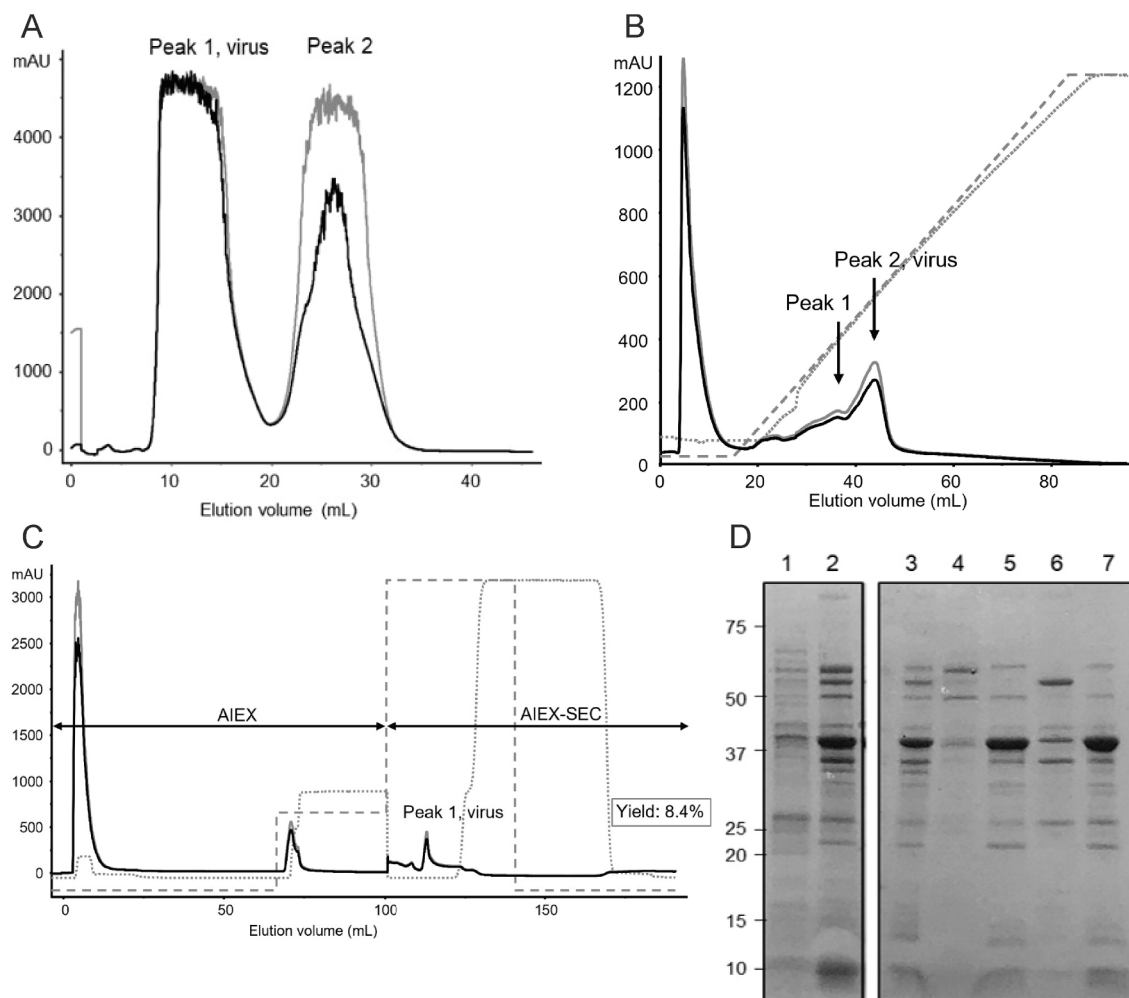 A
mAU
Peak 1, virus Peak 2
4000
3000
2000
1000
0
0 10 20 30 40
Elution volume (mL)
B
mAU
1200
1000
800
600
400
200
0
Peak 2, virus
Peak 1
0 20 40 60 80
Elution volume (mL)
C
mAU
3000
2500
2000
1500
1000
500
0
AIEX AIEX-SEC
Peak 1, virus
Yield: 8.4%
0 50 100 150
Elution volume (mL)
D
1 2 3 4 5 6 7
75
50
37
25
20
15
10